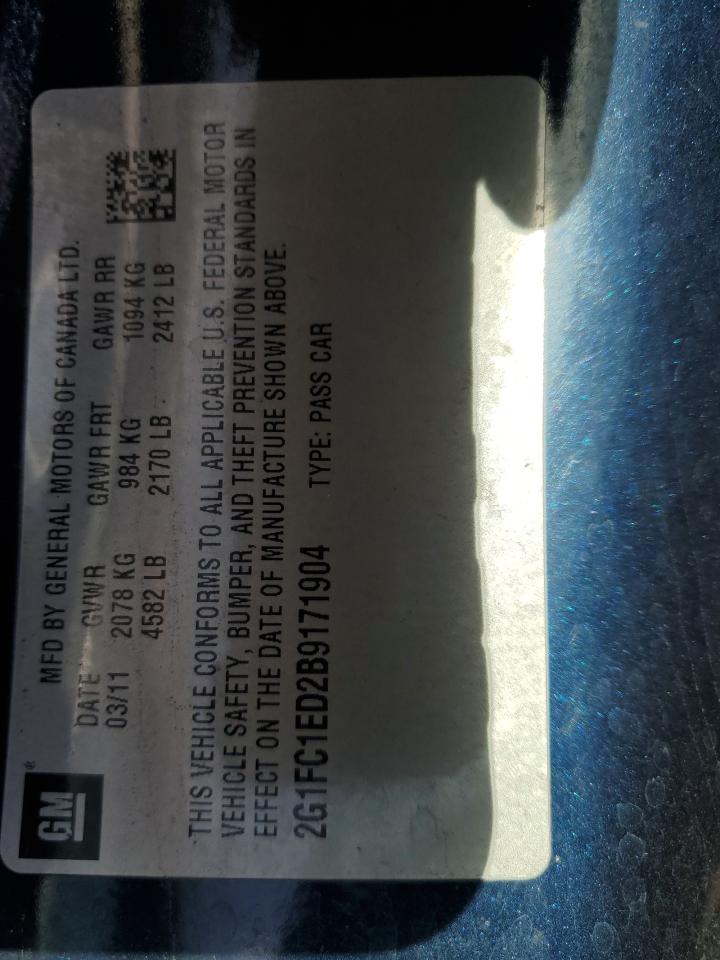 GM®
MFD BY GENERAL MOTORS OF CANADA LTD.
DATE GVWR GAWR FRT GAWR RR
03/11 2078 KG 984 KG 1094 KG
4582 LB 2170 LB 2412 LB
THIS VEHICLE CONFORMS TO ALL APPLICABLE U.S. FEDERAL MOTOR
VEHICLE SAFETY, BUMPER, AND THEFT PREVENTION STANDARDS IN
EFFECT ON THE DATE OF MANUFACTURE SHOWN ABOVE.
2G1FC1ED2B9171904 TYPE: PASS CAR